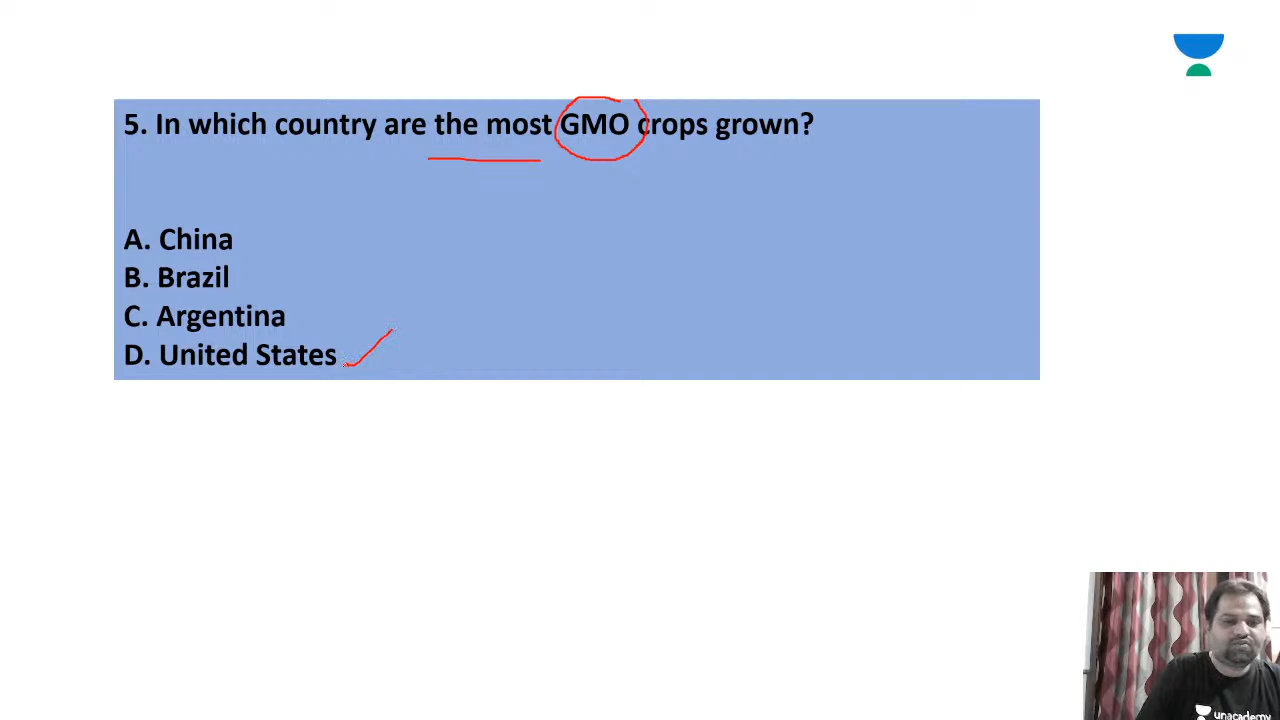 5. In which country are the most GMO crops grown?
A. China
B. Brazil
C. Argentina
D. United States
unacademy